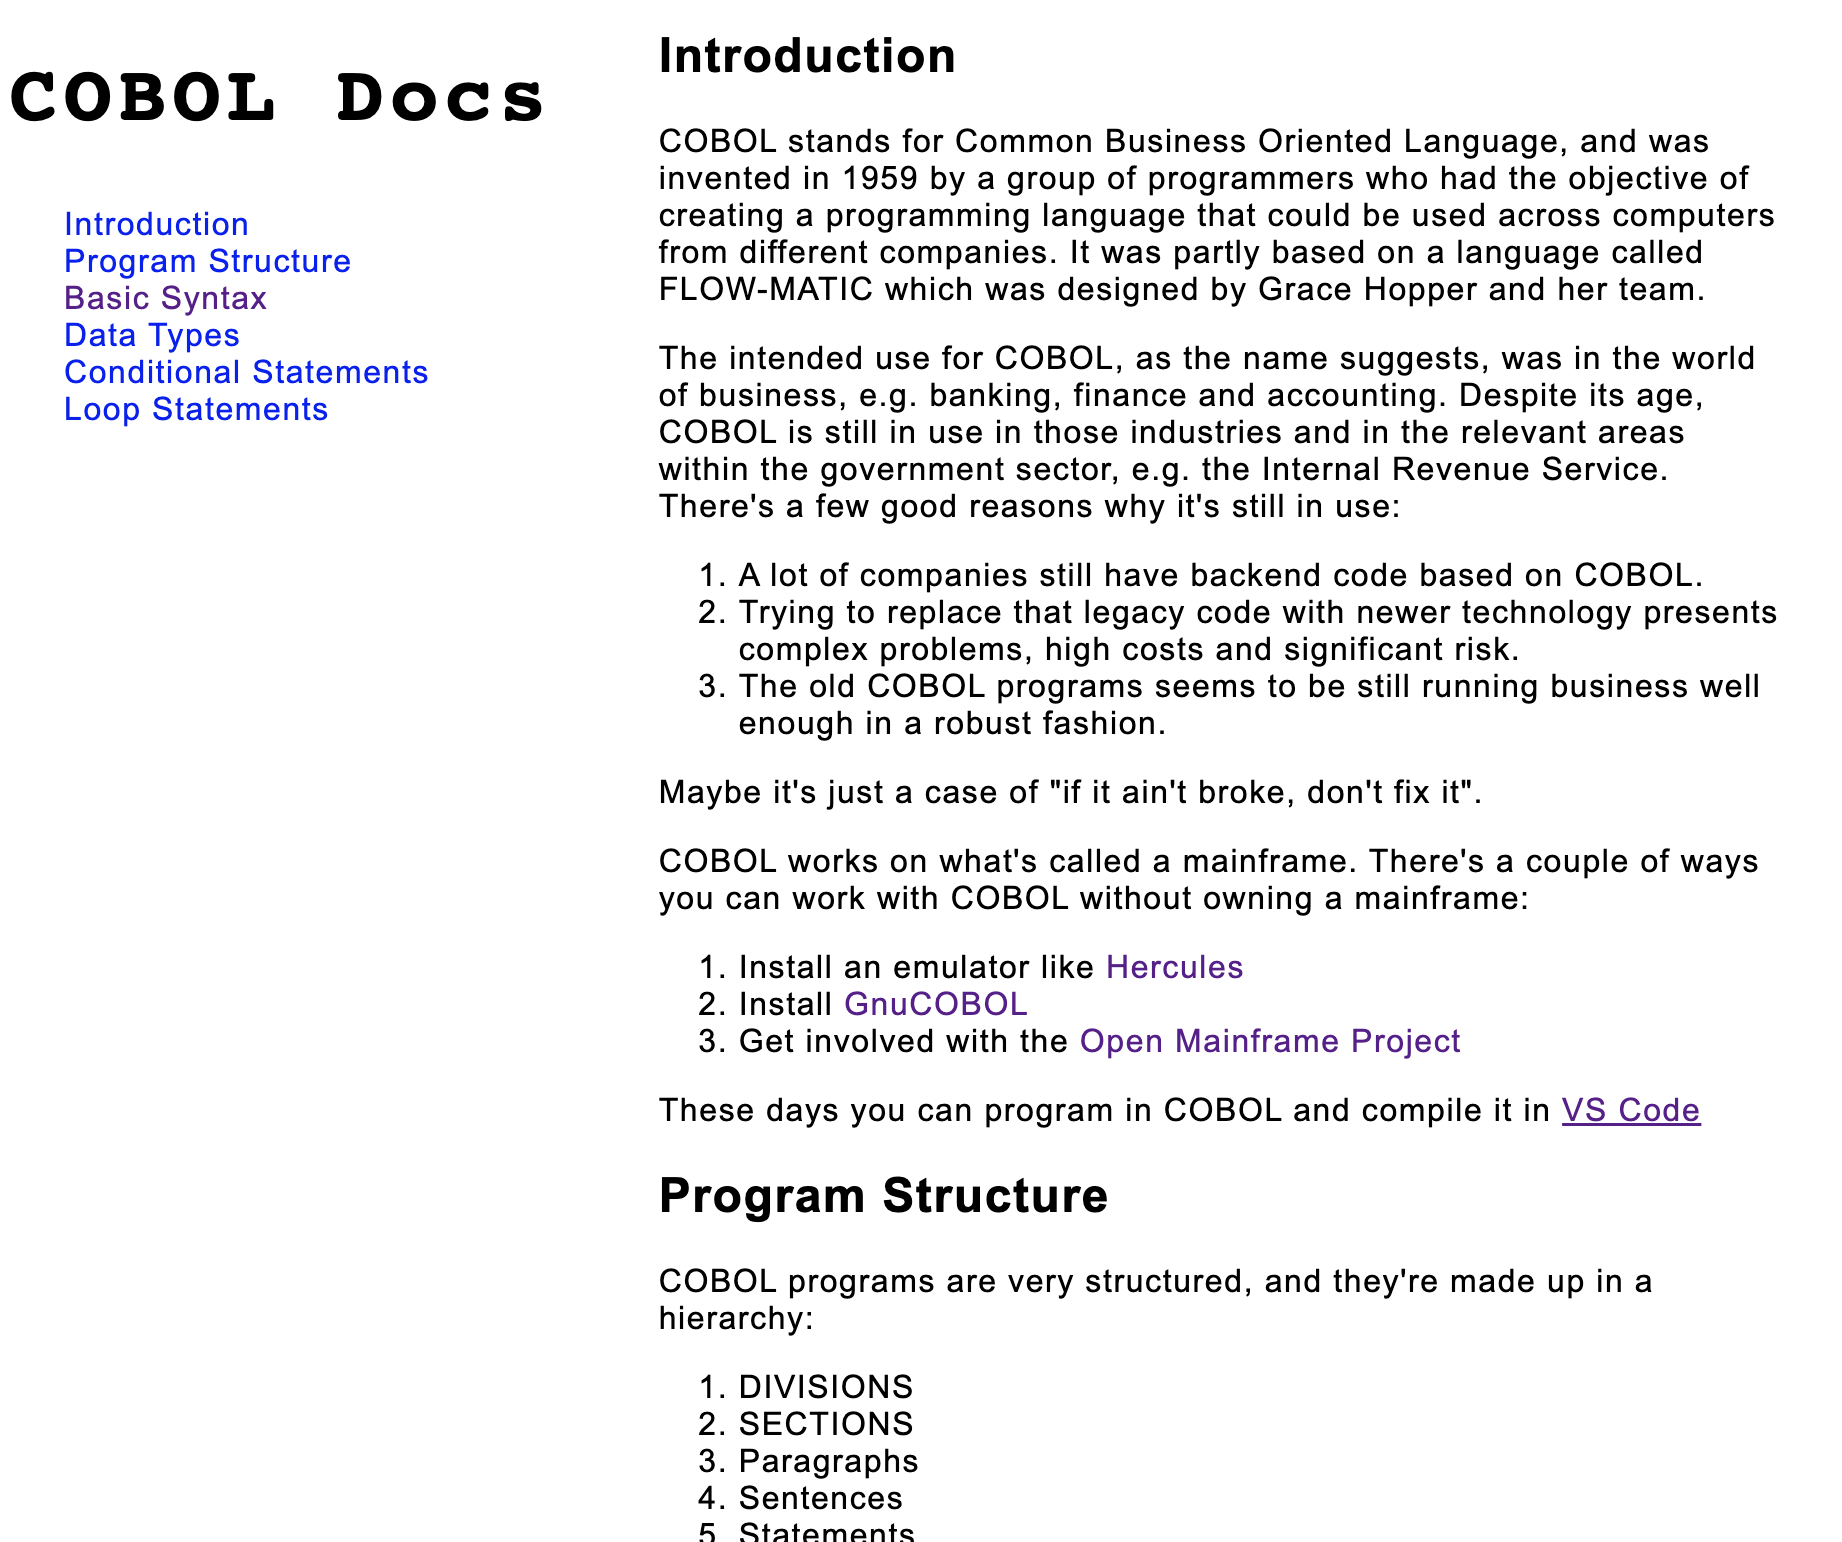 COBOL Docs
Introduction
Program Structure
Basic Syntax
Data Types
Conditional Statements
Loop Statements
Introduction
COBOL stands for Common Business Oriented Language, and was
invented in 1959 by a group of programmers who had the objective of
creating a programming language that could be used across computers
from different companies. It was partly based on a language called
FLOW-MATIC which was designed by Grace Hopper and her team.
The intended use for COBOL, as the name suggests, was in the world
of business, e.g. banking, finance and accounting. Despite its age,
COBOL is still in use in those industries and in the relevant areas
within the government sector, e.g. the Internal Revenue Service.
There's a few good reasons why it's still in use:
1. A lot of companies still have backend code based on COBOL.
2. Trying to replace that legacy code with newer technology presents
complex problems, high costs and significant risk.
3. The old COBOL programs seems to be still running business well
enough in a robust fashion.
Maybe it's just a case of "if it ain't broke, don't fix it".
COBOL works on what's called a mainframe. There's a couple of ways
you can work with COBOL without owning a mainframe:
1. Install an emulator like Hercules
2. Install GnuCOBOL
3. Get involved with the Open Mainframe Project
These days you can program in COBOL and compile it in VS Code
Program Structure
COBOL programs are very structured, and they're made up in a
hierarchy:
1. DIVISIONS
2. SECTIONS
3. Paragraphs
4. Sentences
5. Statements